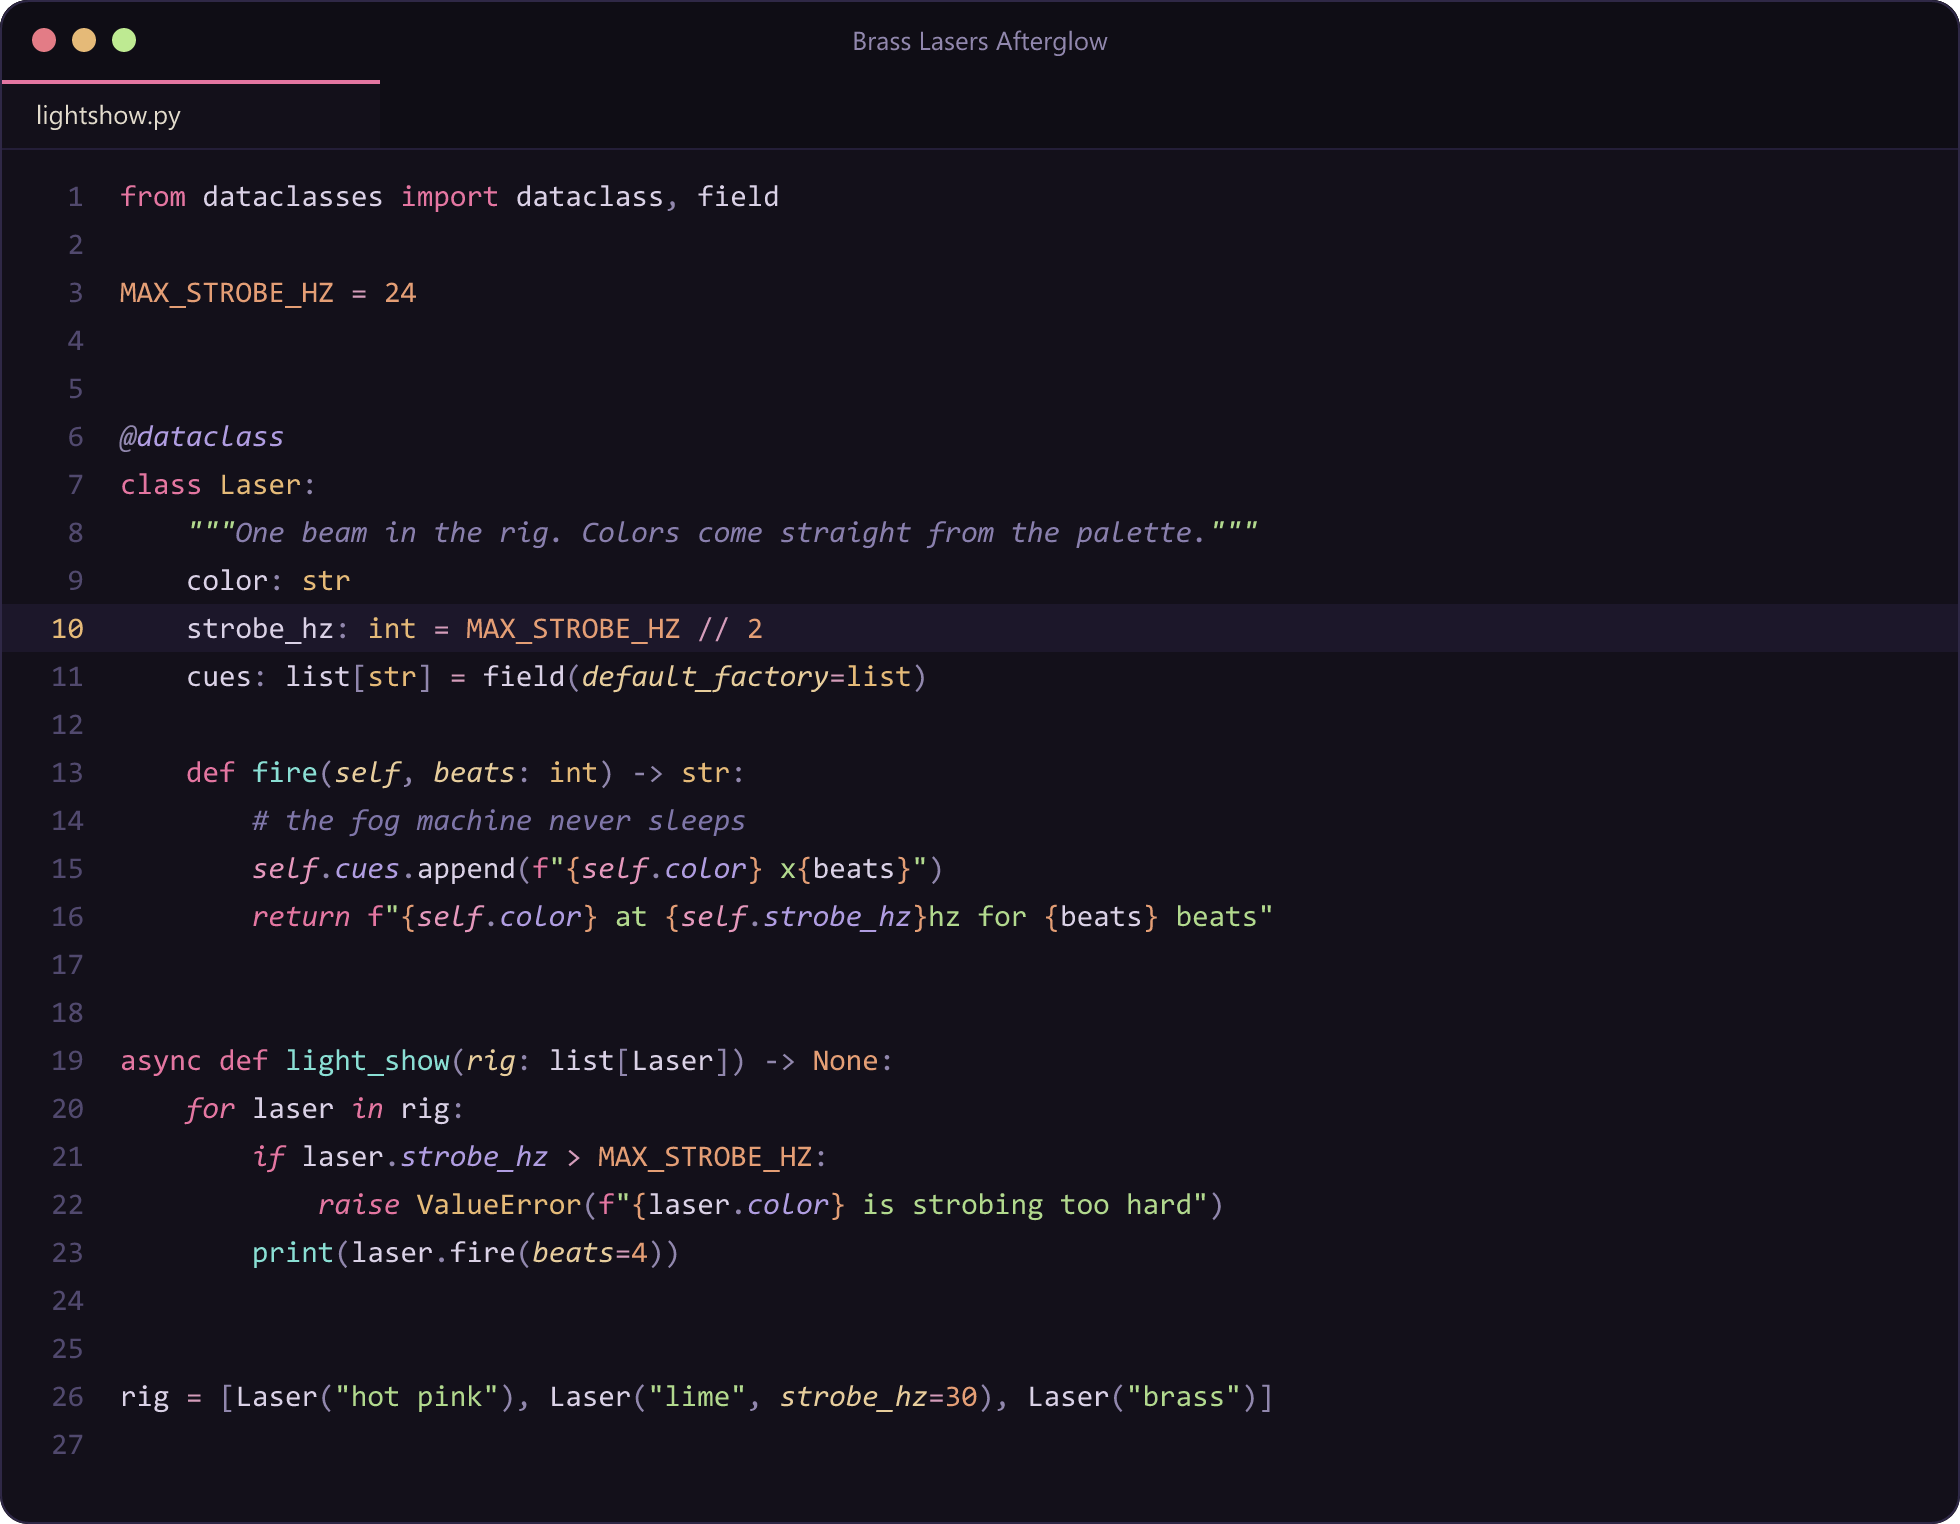 Brass Lasers Afterglow
lightshow.py
1 from dataclasses import dataclass, field
2
3 MAX_STROBE_HZ = 24
4
5
6 @dataclass
7 class Laser:
8     """One beam in the rig. Colors come straight from the palette."""
9     color: str
10     strobe_hz: int = MAX_STROBE_HZ // 2
11     cues: list[str] = field(default_factory=list)
12
13     def fire(self, beats: int) -> str:
14         # the fog machine never sleeps
15         self.cues.append(f"{self.color} x{beats}")
16         return f"{self.color} at {self.strobe_hz}hz for {beats} beats"
17
18
19 async def light_show(rig: list[Laser]) -> None:
20     for laser in rig:
21         if laser.strobe_hz > MAX_STROBE_HZ:
22             raise ValueError(f"{laser.color} is strobing too hard")
23         print(laser.fire(beats=4))
24
25
26 rig = [Laser("hot pink"), Laser("lime", strobe_hz=30), Laser("brass")]
27